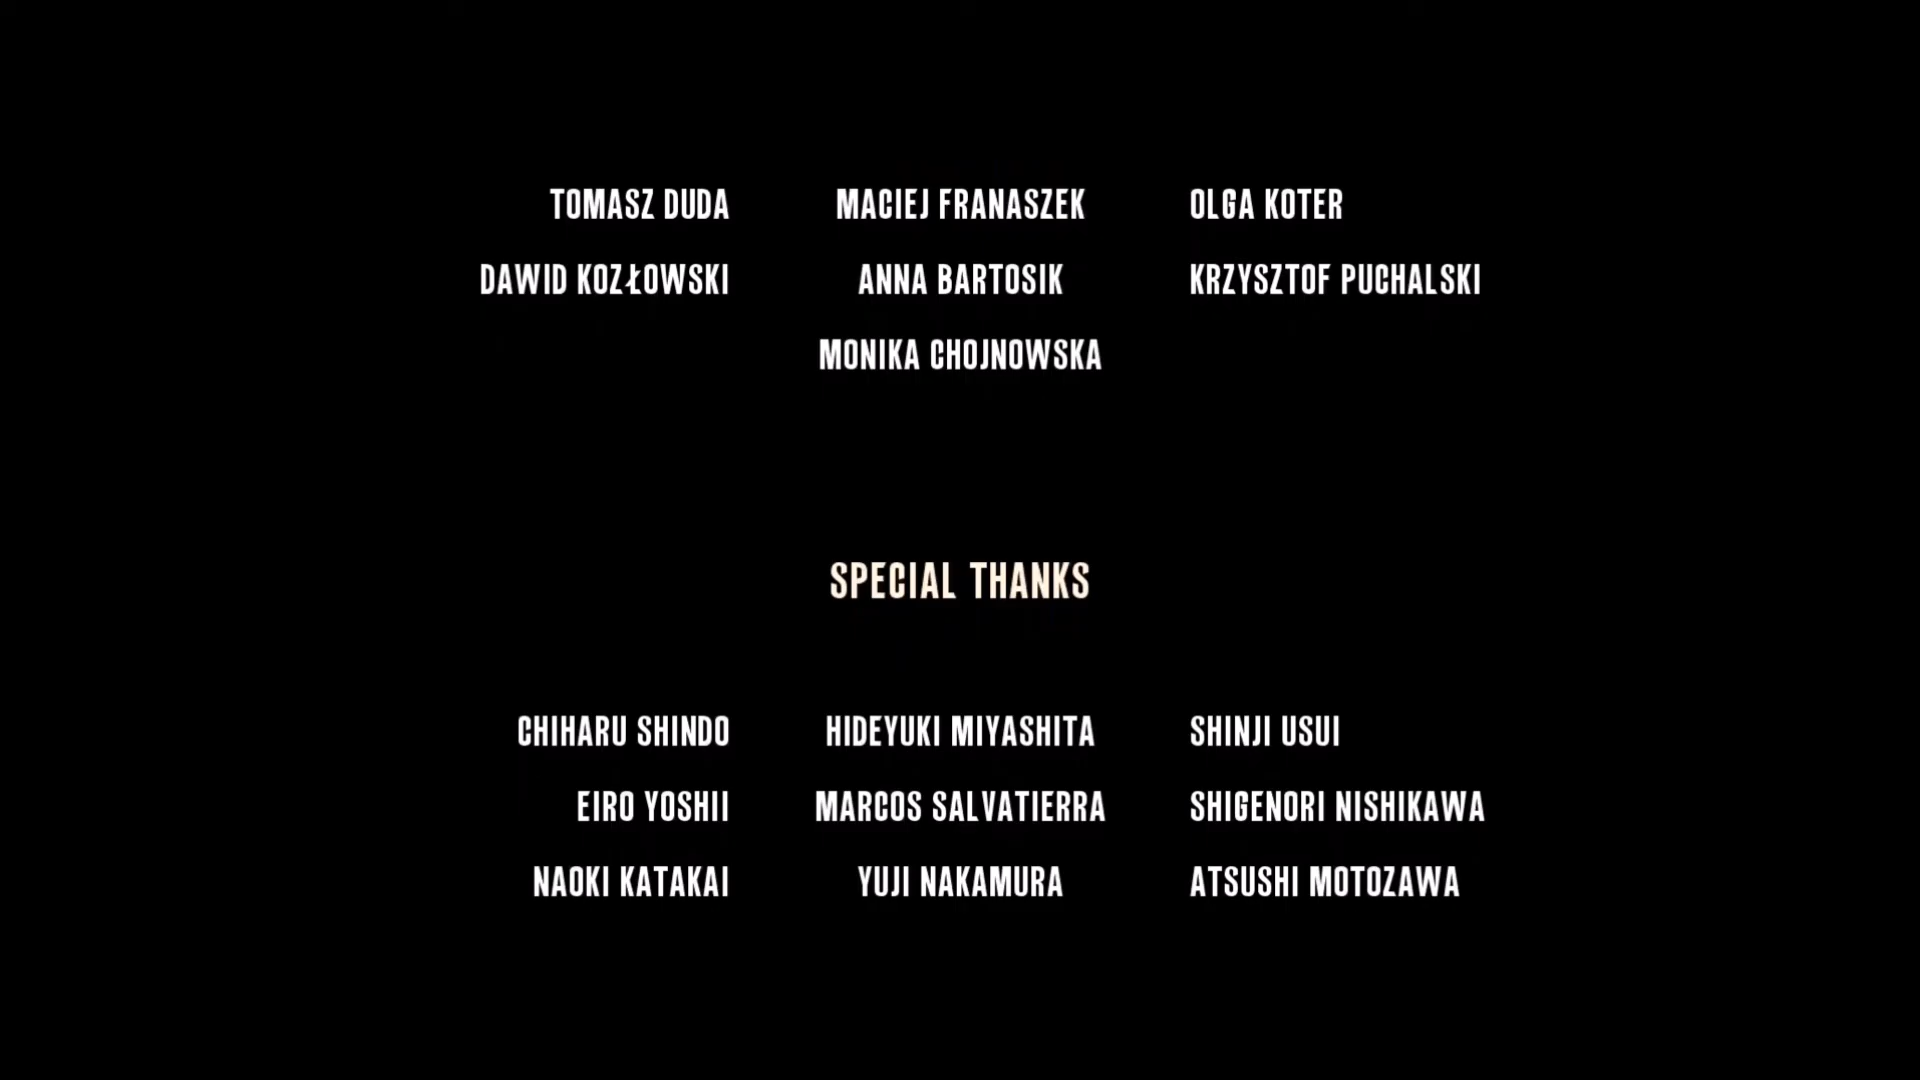 TOMASZ DUDA MACIEJ FRANASZEK OLGA KOTER
DAWID KOZŁOWSKI ANNA BARTOSIK KRZYSZTOF PUCHALSKI
MONIKA CHOJNOWSKA
SPECIAL THANKS
CHIHARU SHINDO HIDEYUKI MIYASHITA SHINJI USUI
EIRO YOSHII MARCOS SALVATIERRA SHIGENORI NISHIKAWA
NAOKI KATAKAI YUJI NAKAMURA ATSUSHI MOTOZAWA